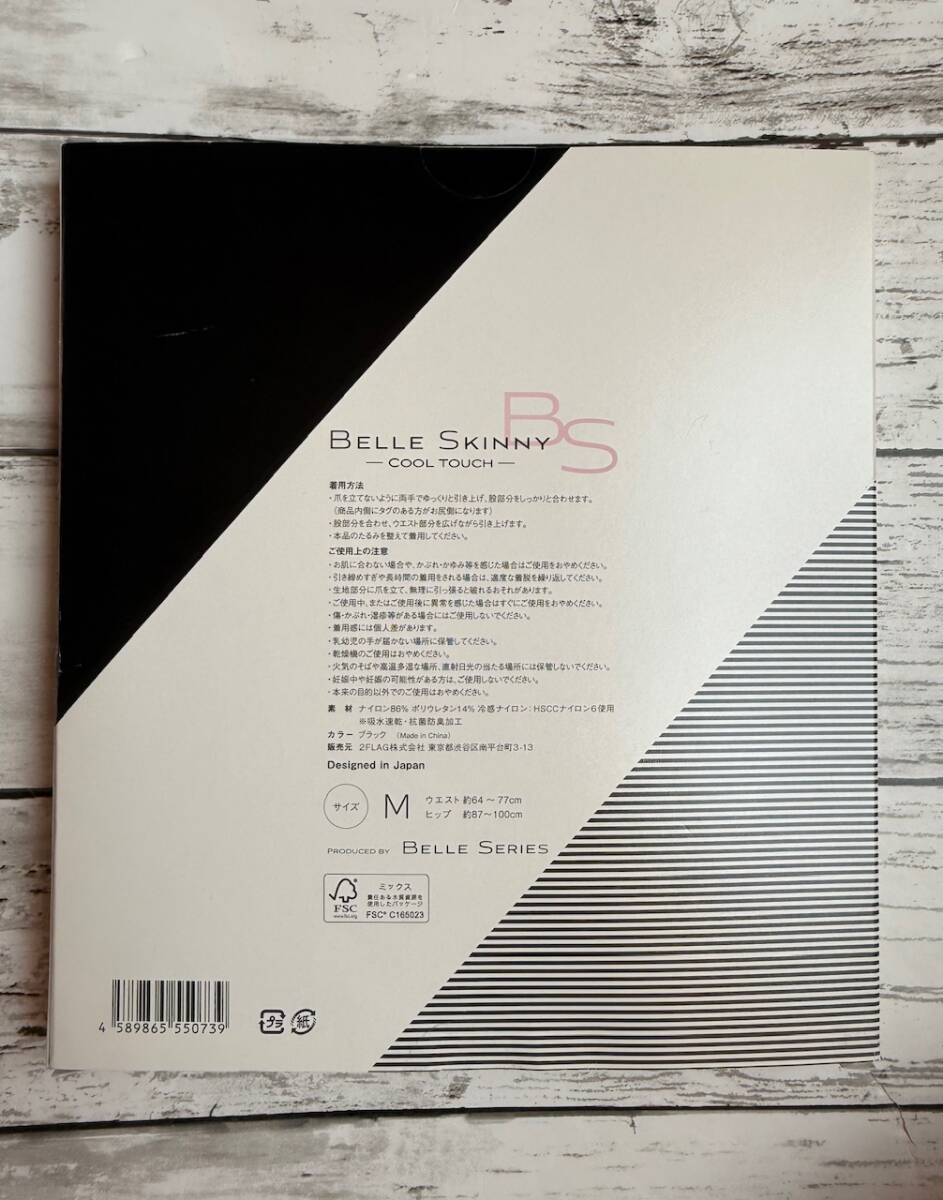 BS
BELLE SKINNY
— COOL TOUCH —
着用方法
・爪を立てないように両手でゆっくりと引き上げ、股部分をしっかりと合わせます。
（商品内側にタグのある方がお尻側になります）
・股部分を合わせ、ウエスト部分を広げながら引き上げます。
・本品のたるみを整えて着用してください。
ご使用上の注意
・お肌に合わない場合や、かぶれ・かゆみ等を感じた場合はご使用をおやめください。
・引き締めすぎや長時間の着用をされる場合は、適度な着脱を繰り返してください。
・生地部分に爪を立て、無理に引っ張ると破れるおそれがあります。
・ご使用中、またはご使用後に異常を感じた場合はすぐにご使用をおやめください。
・傷・かぶれ・湿疹等がある場合にはご使用しないでください。
・着用感には個人差があります。
・乳幼児の手が届かない場所に保管してください。
・乾燥機のご使用はおやめください。
・火気のそばや高温多湿な場所、直射日光の当たる場所には保管しないでください。
・妊娠中や妊娠の可能性がある方は、ご使用しないでください。
・本来の目的以外でのご使用はおやめください。
素 材 ナイロン86% ポリウレタン14% 冷感ナイロン：HSCCナイロン6使用
※吸水速乾・抗菌防臭加工
カラー ブラック （Made in China）
販売元 2FLAG株式会社 東京都渋谷区南平台町3-13
Designed in Japan
サイズ M ウエスト 約64〜77cm
ヒップ 約87〜100cm
PRODUCED BY BELLE SERIES
FSC
www.fsc.org
ミックス
責任ある木質資源を
使用したパッケージ
FSC® C165023
4 589865 550739
プラ 紙